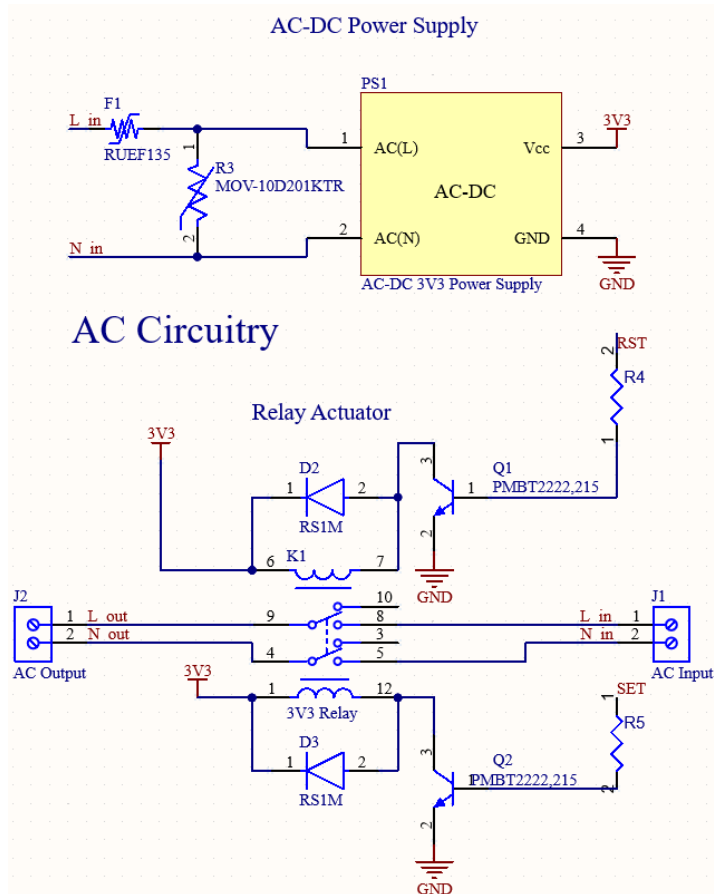 AC-DC Power Supply
PS1
F1
L in
RUEF135
1
R3
MOV-10D201KTR
2
N in
1
AC(L)
Vcc
3
3V3
AC-DC
2
AC(N)
GND
4
GND
AC-DC 3V3 Power Supply
AC Circuitry
2
RST
R4
1
Relay Actuator
3V3
D2
1
2
RS1M
3
Q1
1
PMBT2222,215
2
GND
6
K1
7
J2
1
L out
9
10
8
L in
1
J1
2
N out
4
3
5
N in
2
AC Output
AC Input
3V3
1
12
3V3 Relay
D3
1
2
RS1M
1
SET
R5
2
3
Q2
1
PMBT2222,215
2
GND